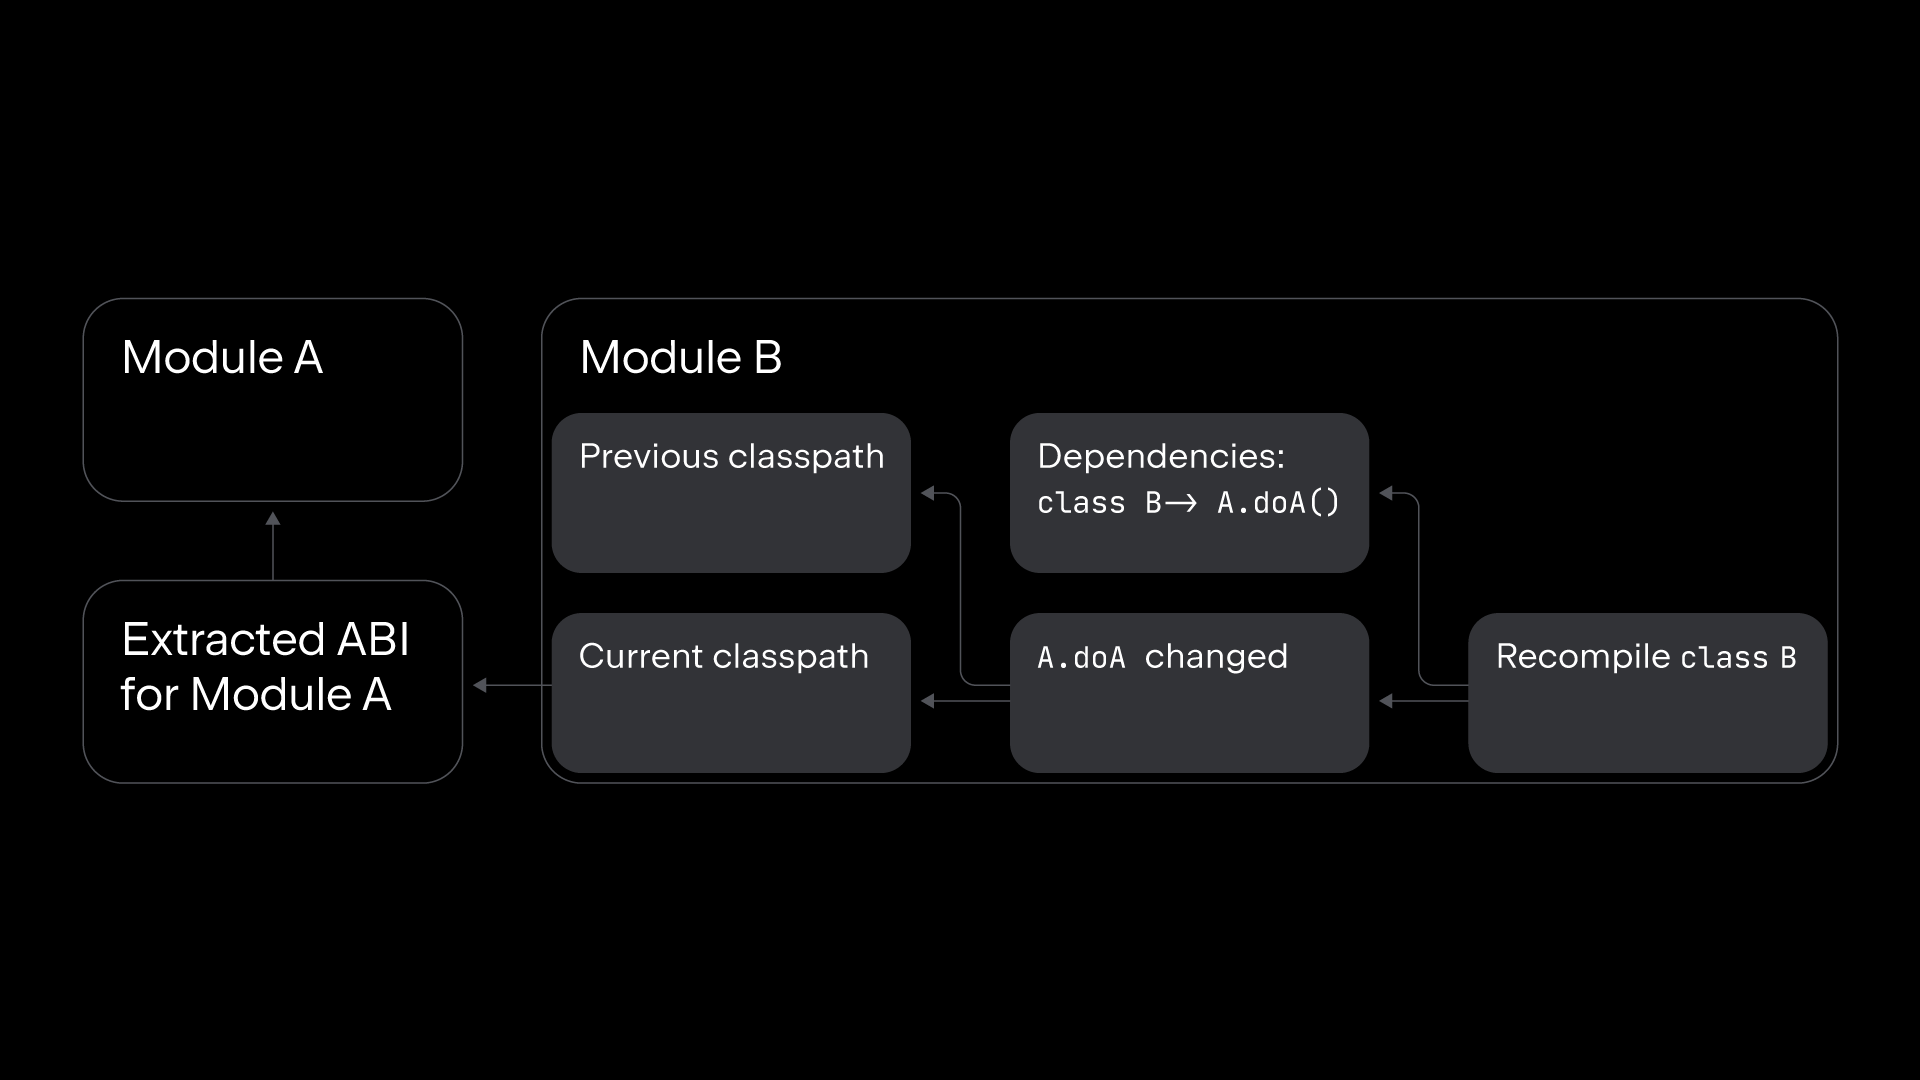 Module A
Extracted ABI
for Module A
Module B
Previous classpath
Dependencies:
class B→ A.doA()
Current classpath
A.doA changed
Recompile class B